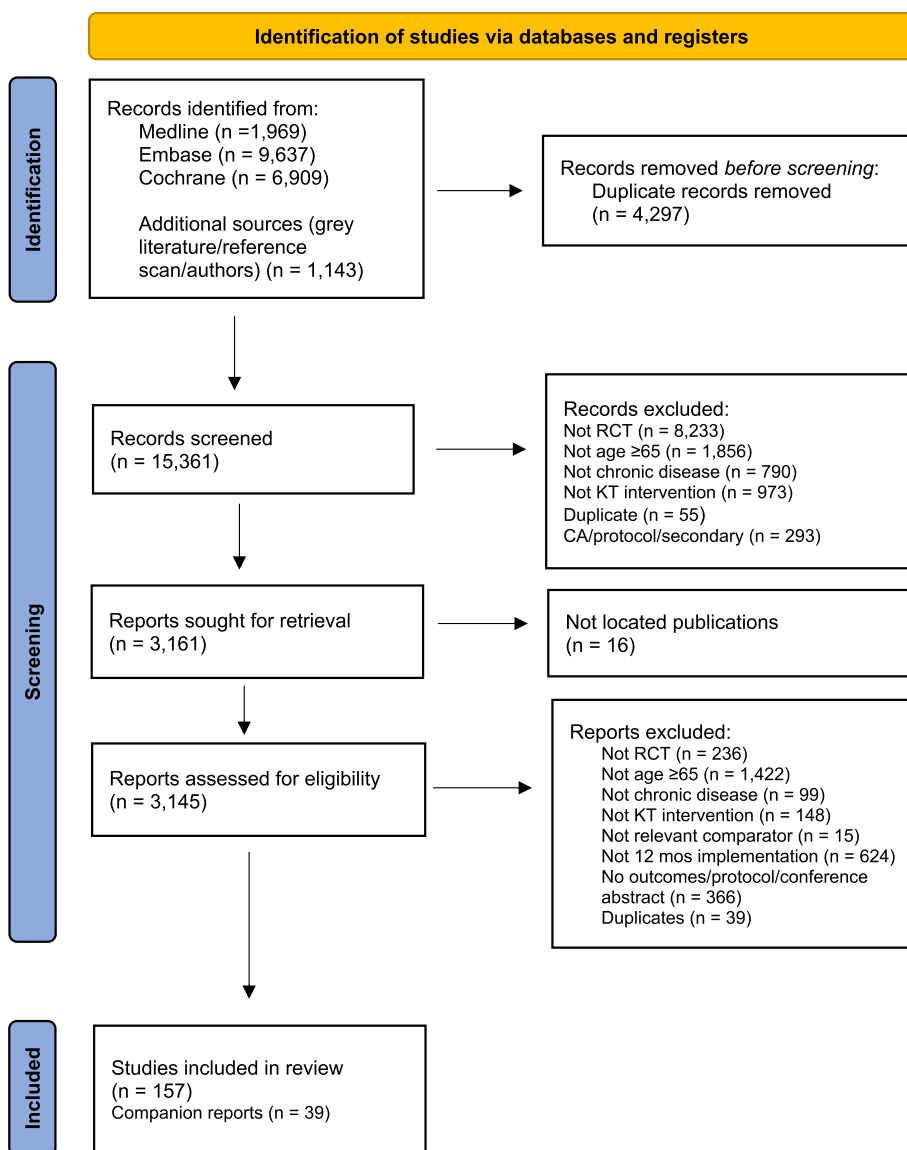 Identification of studies via databases and registers
Identification
Records identified from:
Medline (n =1,969)
Embase (n = 9,637)
Cochrane (n = 6,909)
Additional sources (grey
literature/reference
scan/authors) (n = 1,143)
Records removed before screening:
Duplicate records removed
(n = 4,297)
Screening
Records screened
(n = 15,361)
Records excluded:
Not RCT (n = 8,233)
Not age ≥65 (n = 1,856)
Not chronic disease (n = 790)
Not KT intervention (n = 973)
Duplicate (n = 55)
CA/protocol/secondary (n = 293)
Reports sought for retrieval
(n = 3,161)
Not located publications
(n = 16)
Reports assessed for eligibility
(n = 3,145)
Reports excluded:
Not RCT (n = 236)
Not age ≥65 (n = 1,422)
Not chronic disease (n = 99)
Not KT intervention (n = 148)
Not relevant comparator (n = 15)
Not 12 mos implementation (n = 624)
No outcomes/protocol/conference
abstract (n = 366)
Duplicates (n = 39)
Included
Studies included in review
(n = 157)
Companion reports (n = 39)